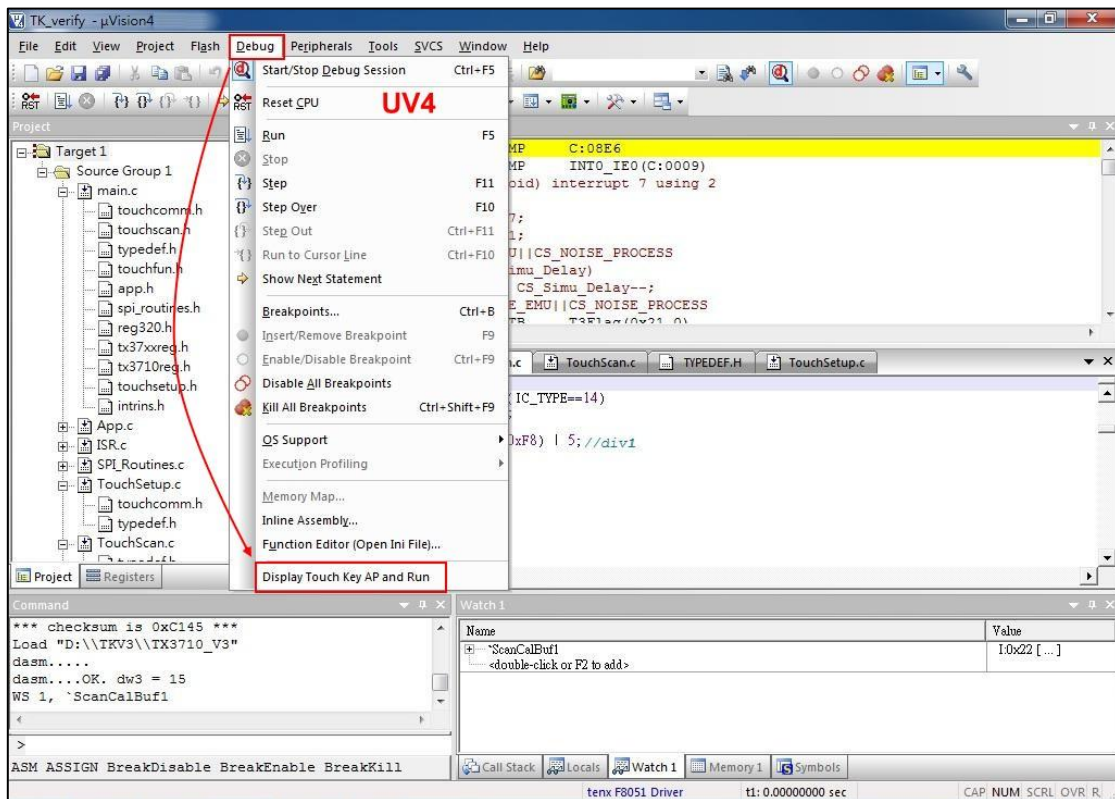 TK_verify - µVision4
File Edit View Project Flash Debug Peripherals Tools SVCS Window Help
Start/Stop Debug Session Ctrl+F5
Reset CPU
UV4
Run F5
Stop
Step F11
Step Over F10
Step Out Ctrl+F11
Run to Cursor Line Ctrl+F10
Show Next Statement
Breakpoints... Ctrl+B
Insert/Remove Breakpoint F9
Enable/Disable Breakpoint Ctrl+F9
Disable All Breakpoints
Kill All Breakpoints Ctrl+Shift+F9
OS Support
Execution Profiling
Memory Map...
Inline Assembly...
Function Editor (Open Ini File)...
Display Touch Key AP and Run
RST
RST
Project
Target 1
Source Group 1
main.c
touchcomm.h
touchscan.h
typedef.h
touchfun.h
app.h
spi_routines.h
reg320.h
tx37xxreg.h
tx3710reg.h
touchsetup.h
intrins.h
App.c
ISR.c
SPI_Routines.c
TouchSetup.c
touchcomm.h
typedef.h
TouchScan.c
Project Registers
MP C:08E6
MP INT0_IE0(C:0009)
oid) interrupt 7 using 2
7;
1;
U||CS_NOISE_PROCESS
imu_Delay)
CS_Simu_Delay--;
E_EMU||CS_NOISE_PROCESS
TB T3Flag(0x21.0)
.c TouchScan.c TYPEDEF.H TouchSetup.c
IC_TYPE==14)
;
0xF8) | 5;//div1
Command
*** checksum is 0xC145 ***
Load "D:\\TKV3\\TX3710_V3"
dasm.....
dasm....OK. dw3 = 15
WS 1, `ScanCalBuf1
>
ASM ASSIGN BreakDisable BreakEnable BreakKill
Watch 1
Name Value
`ScanCalBuf1 I:0x22 [ ... ]
<double-click or F2 to add>
Call Stack Locals Watch 1 Memory 1 Symbols
tenx F8051 Driver t1: 0.00000000 sec CAP NUM SCRL OVR R